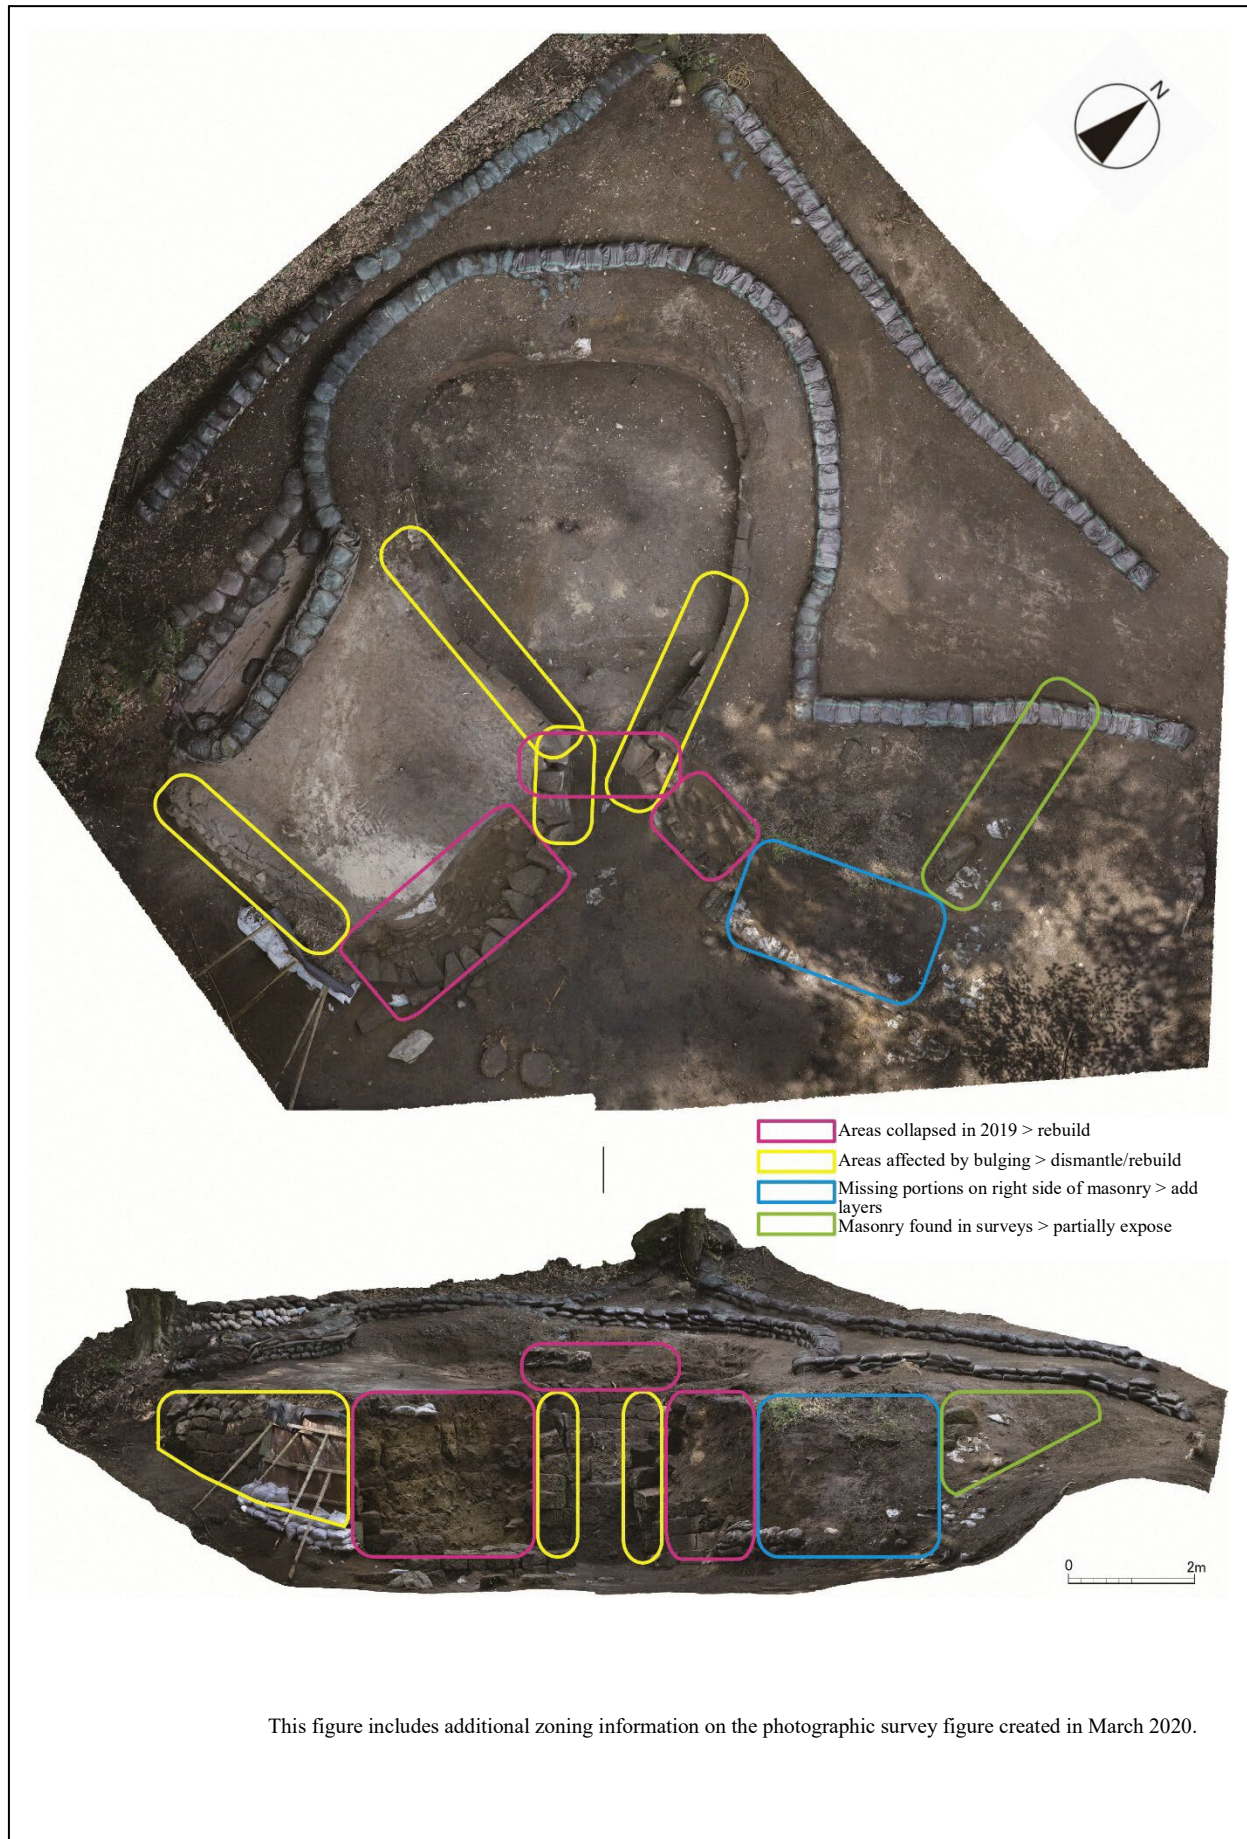 N
Areas collapsed in 2019 > rebuild
Areas affected by bulging > dismantle/rebuild
Missing portions on right side of masonry > add
layers
Masonry found in surveys > partially expose
0 2m
This figure includes additional zoning information on the photographic survey figure created in March 2020.